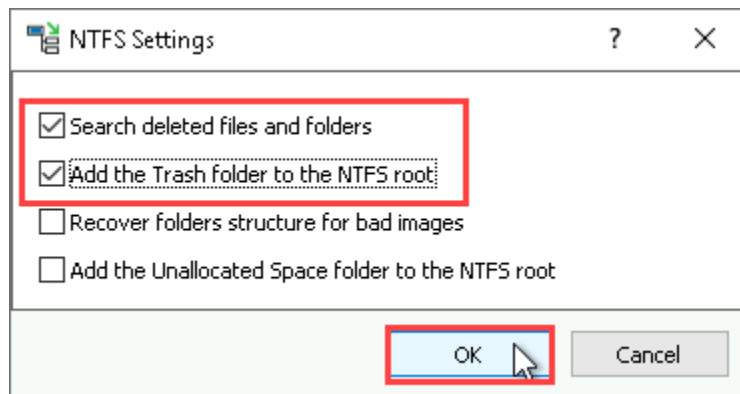 NTFS Settings ? X
Search deleted files and folders
Add the Trash folder to the NTFS root
Recover folders structure for bad images
Add the Unallocated Space folder to the NTFS root
OK Cancel